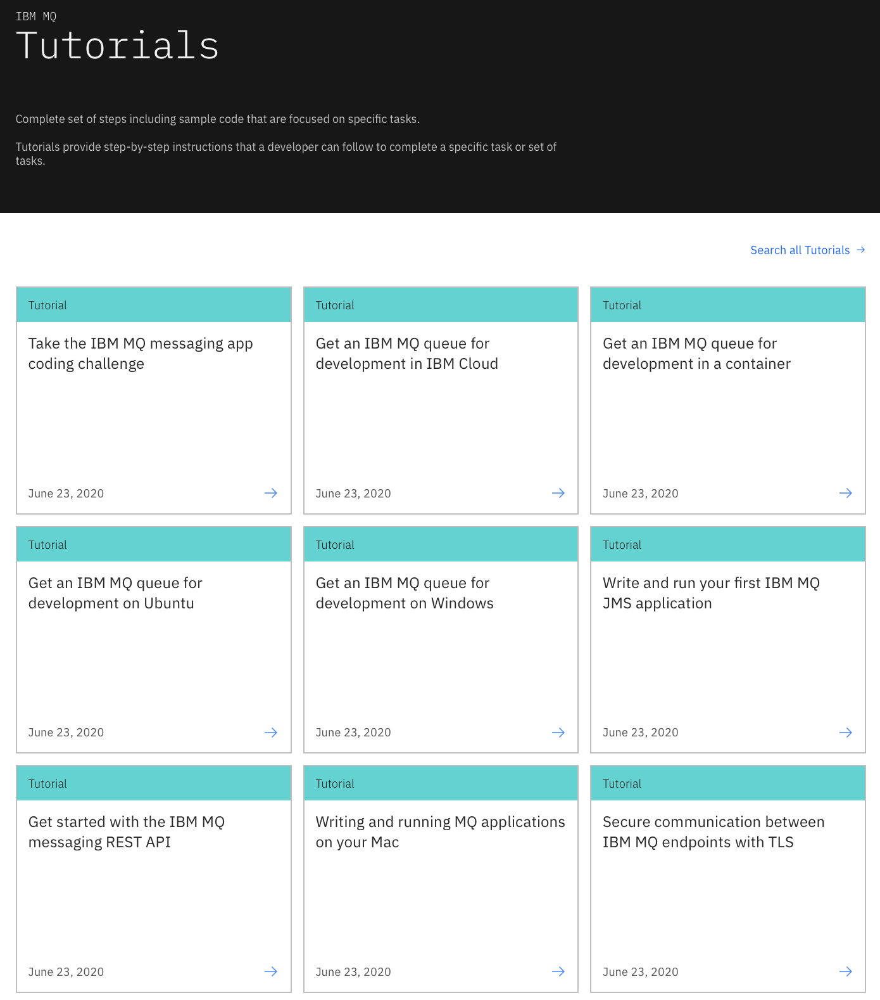 IBM MQ
Tutorials
Complete set of steps including sample code that are focused on specific tasks.
Tutorials provide step-by-step instructions that a developer can follow to complete a specific task or set of
tasks.
Search all Tutorials
Tutorial
Take the IBM MQ messaging app
coding challenge
June 23, 2020
Tutorial
Get an IBM MQ queue for
development in IBM Cloud
June 23, 2020
Tutorial
Get an IBM MQ queue for
development in a container
June 23, 2020
Tutorial
Get an IBM MQ queue for
development on Ubuntu
June 23, 2020
Tutorial
Get an IBM MQ queue for
development on Windows
June 23, 2020
Tutorial
Write and run your first IBM MQ
JMS application
June 23, 2020
Tutorial
Get started with the IBM MQ
messaging REST API
June 23, 2020
Tutorial
Writing and running MQ applications
on your Mac
June 23, 2020
Tutorial
Secure communication between
IBM MQ endpoints with TLS
June 23, 2020